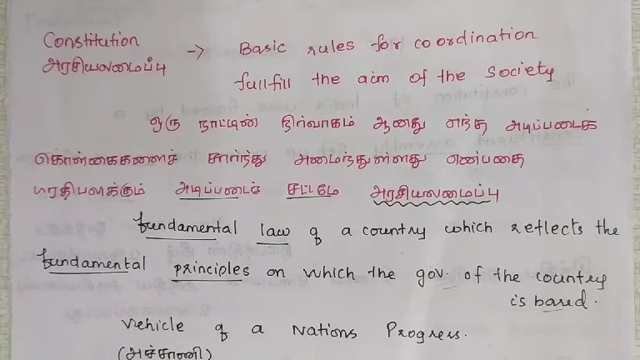 Constitution → Basic rules for coordination
அரசியலமைப்பு fullfill the aim of the Society
ஒரு நாட்டின் நிர்வாகம் ஆனது எந்த அடிப்படைக்
கொள்கைகளைச் சார்ந்து அமைந்துள்ளது என்பதை
பிரதிபலிக்கும் அடிப்படைச் சட்டமே அரசியலமைப்பு
fundamental law of a country which reflects the
fundamental principles on which the gov. of the country
is based.
Vehicle of a Nations Progress.
(அச்சாணி)